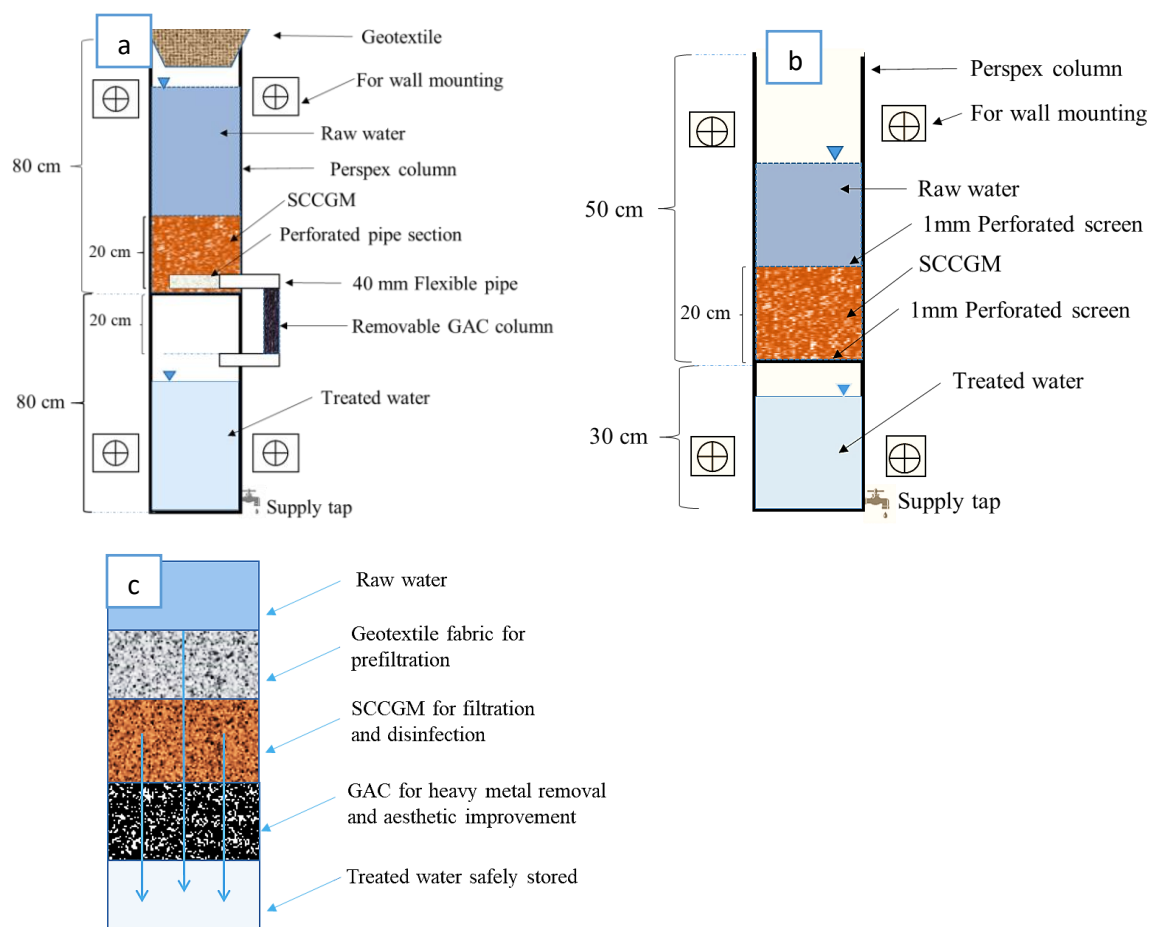 a
Geotextile
For wall mounting
Raw water
80 cm
Perspex column
SCCGM
20 cm
Perforated pipe section
40 mm Flexible pipe
20 cm
Removable GAC column
80 cm
Treated water
Supply tap
b
Perspex column
For wall mounting
50 cm
Raw water
1mm Perforated screen
SCCGM
20 cm
1mm Perforated screen
Treated water
30 cm
Supply tap
c
Raw water
Geotextile fabric for
prefiltration
SCCGM for filtration
and disinfection
GAC for heavy metal removal
and aesthetic improvement
Treated water safely stored